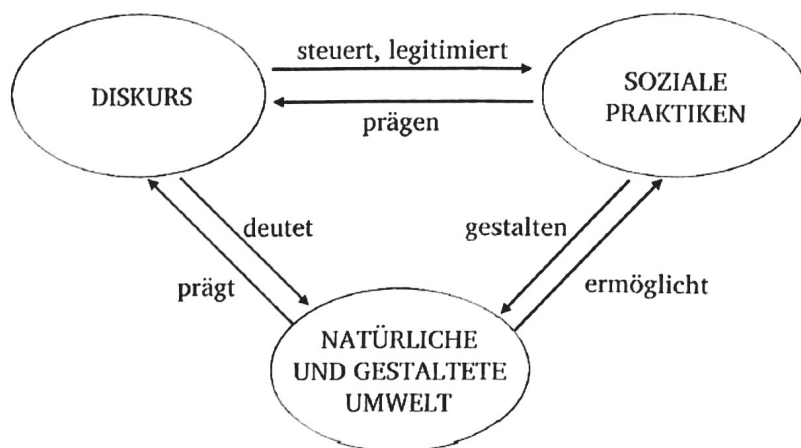 steuert, legitimiert
DISKURS
SOZIALE
PRAKTIKEN
prägen
deutet
gestalten
prägt
ermöglicht
NATÜRLICHE
UND GESTALTETE
UMWELT